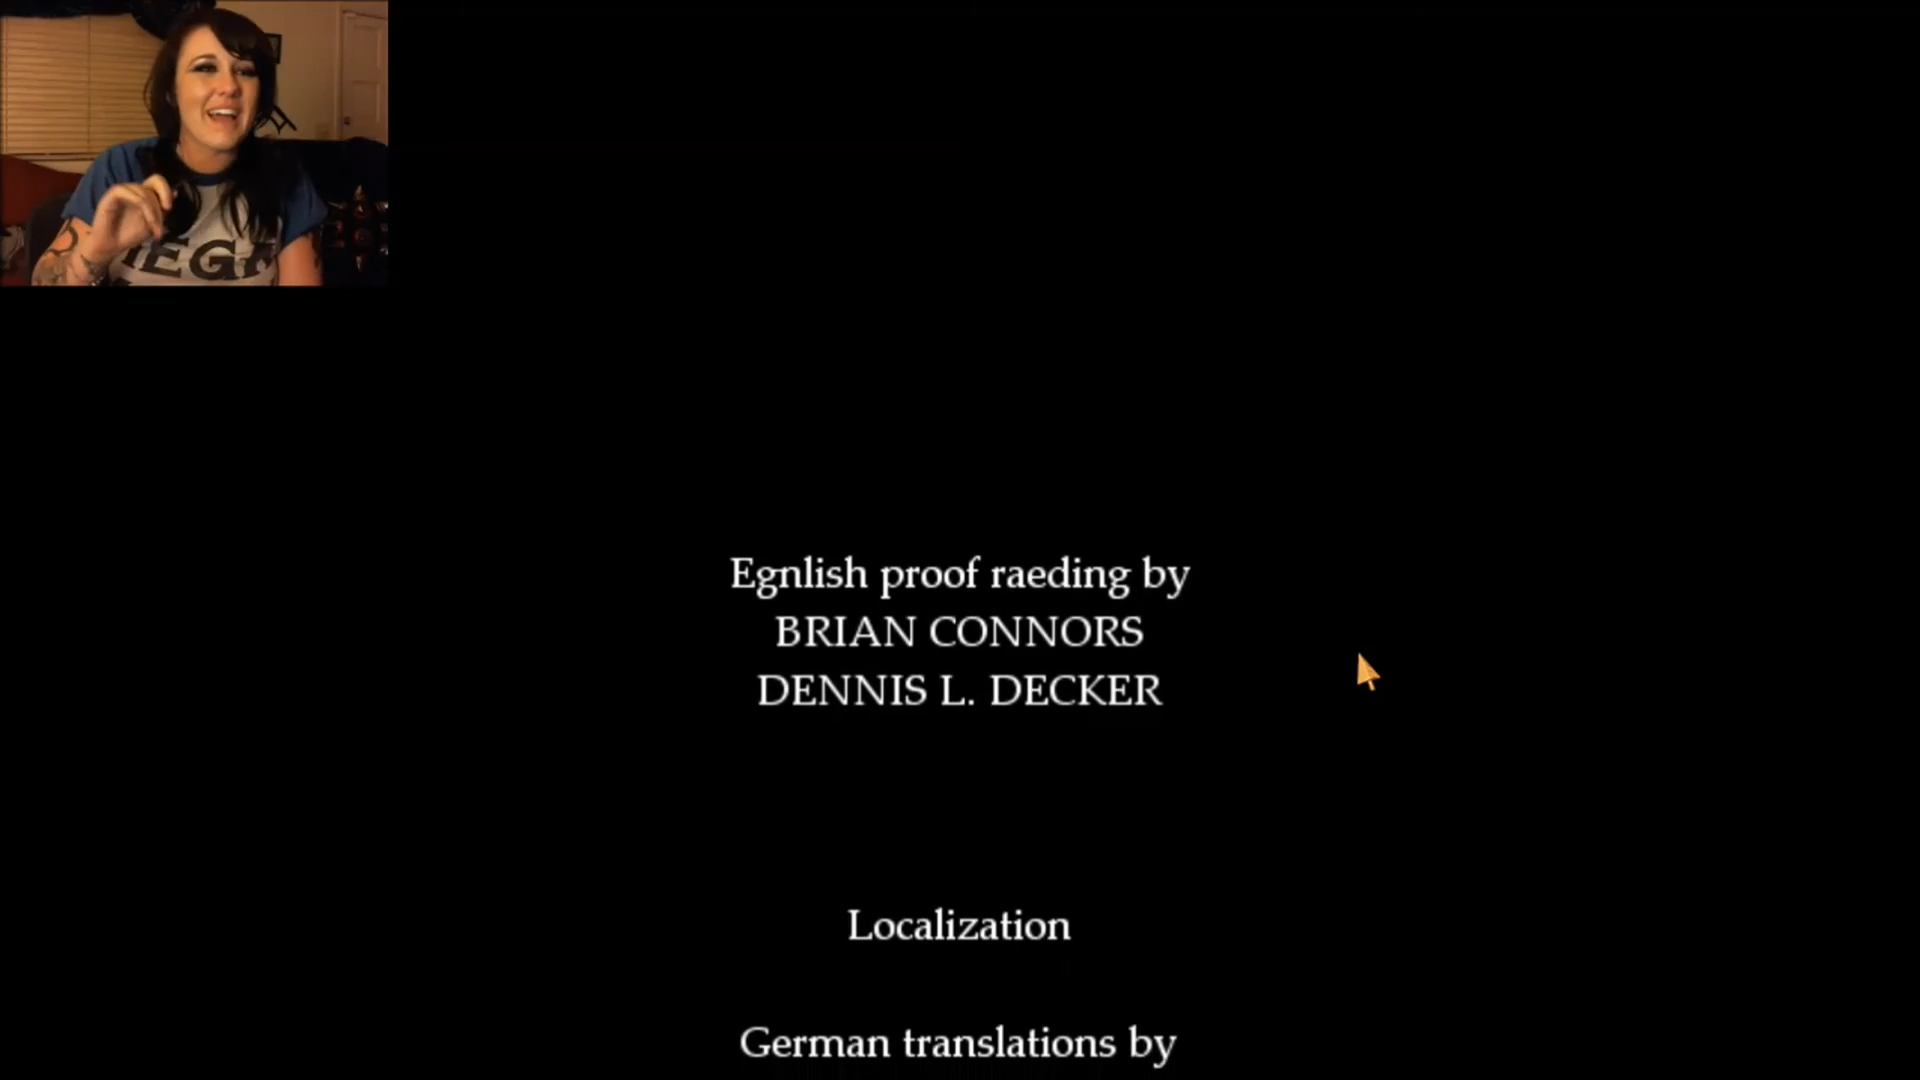 Egnlish proof raeding by
BRIAN CONNORS
DENNIS L. DECKER
Localization
German translations by